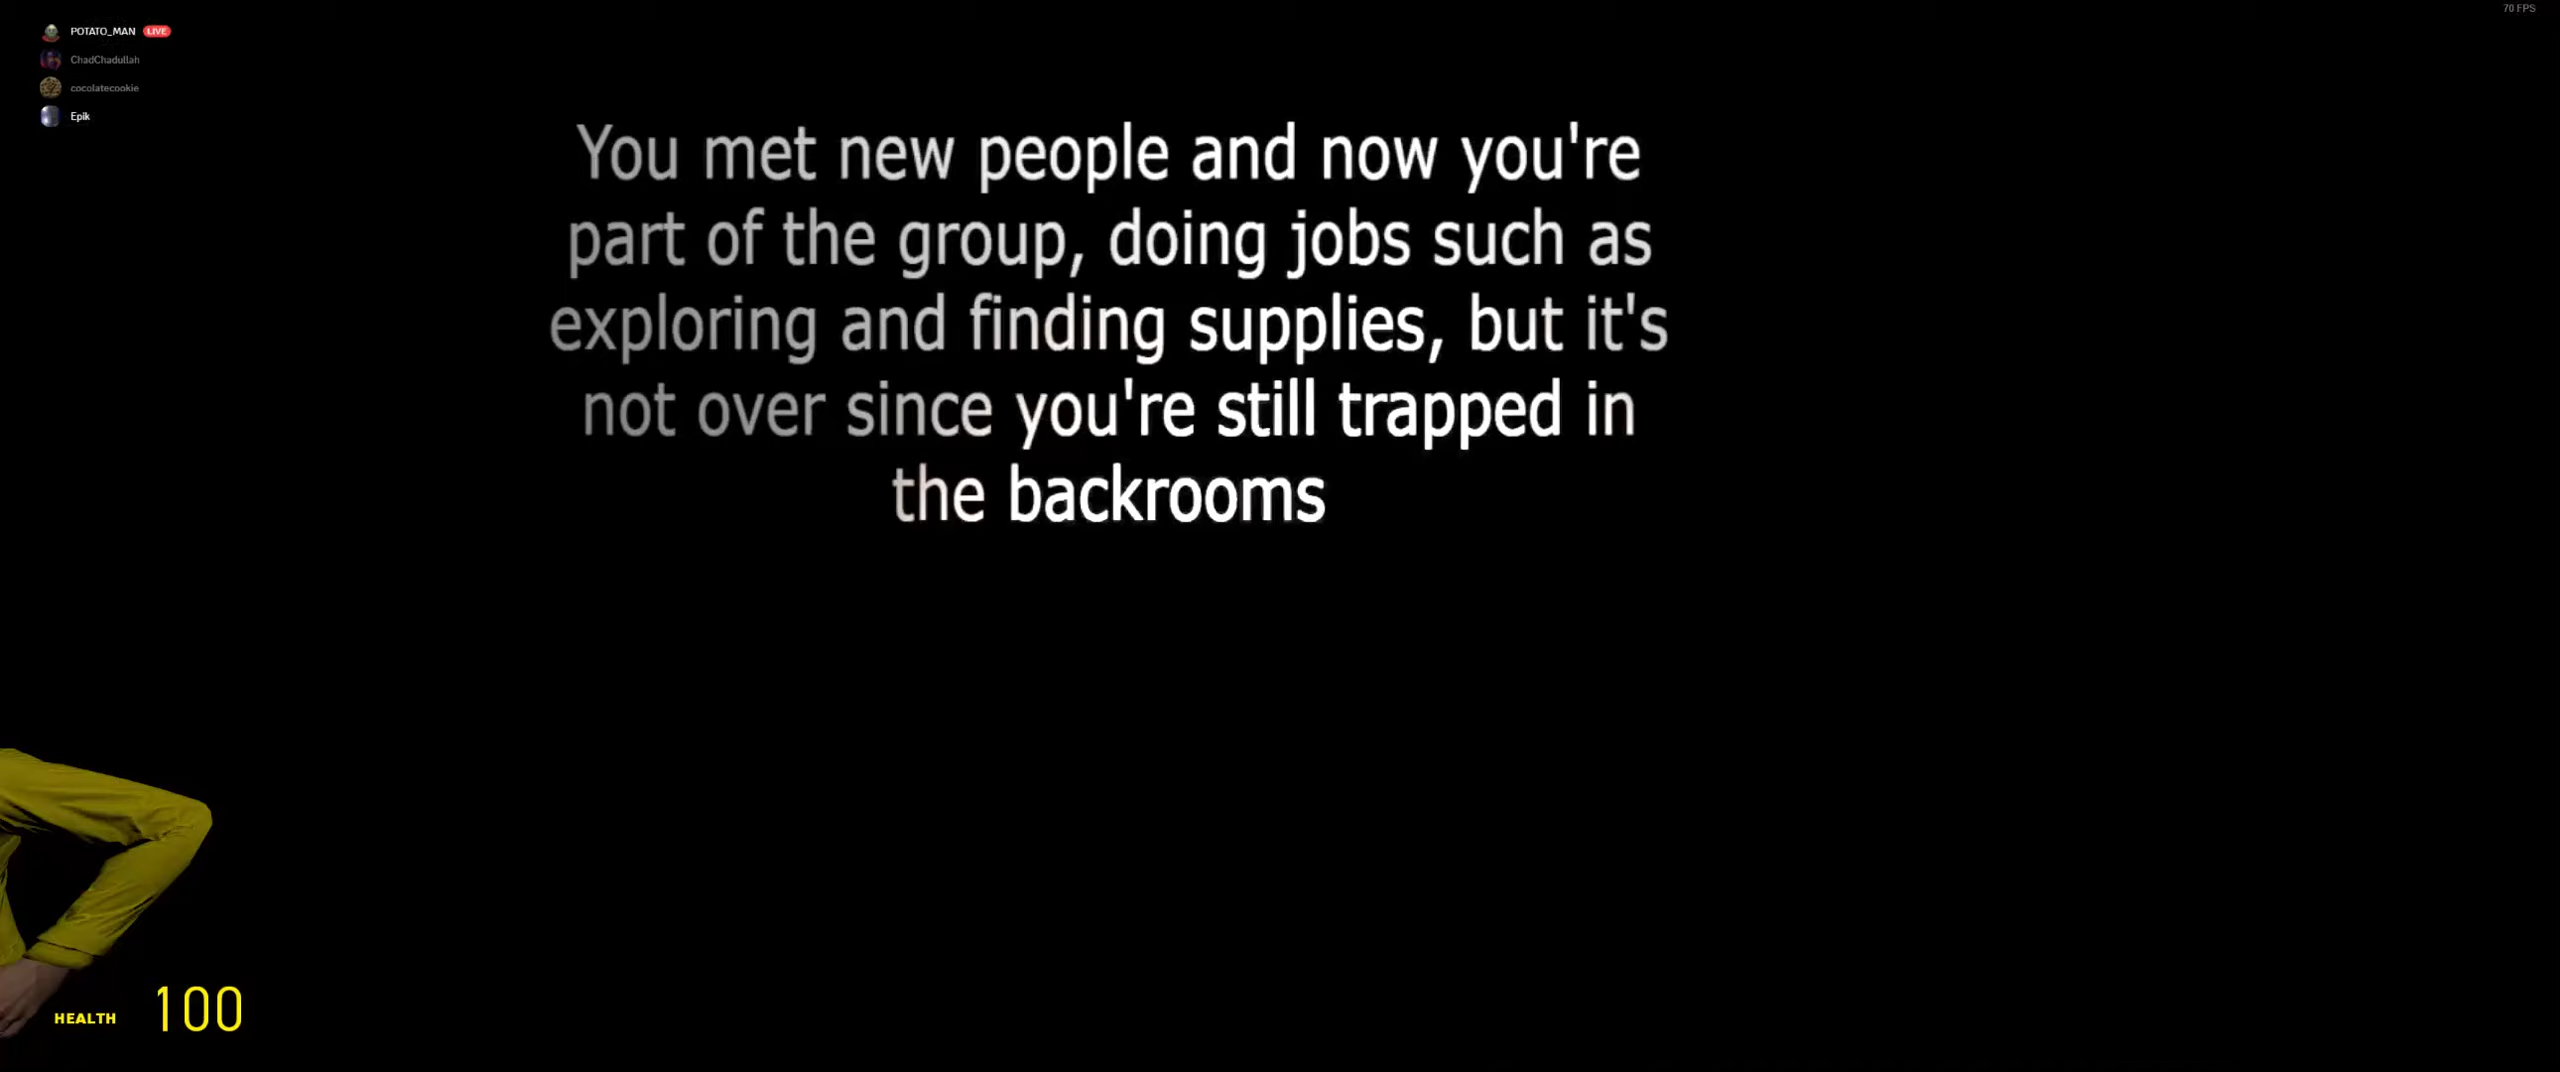 POTATO_MAN LIVE
ChadChadullah
cocolatecookie
Epik
70 FPS
You met new people and now you're
part of the group, doing jobs such as
exploring and finding supplies, but it's
not over since you're still trapped in
the backrooms
HEALTH 100